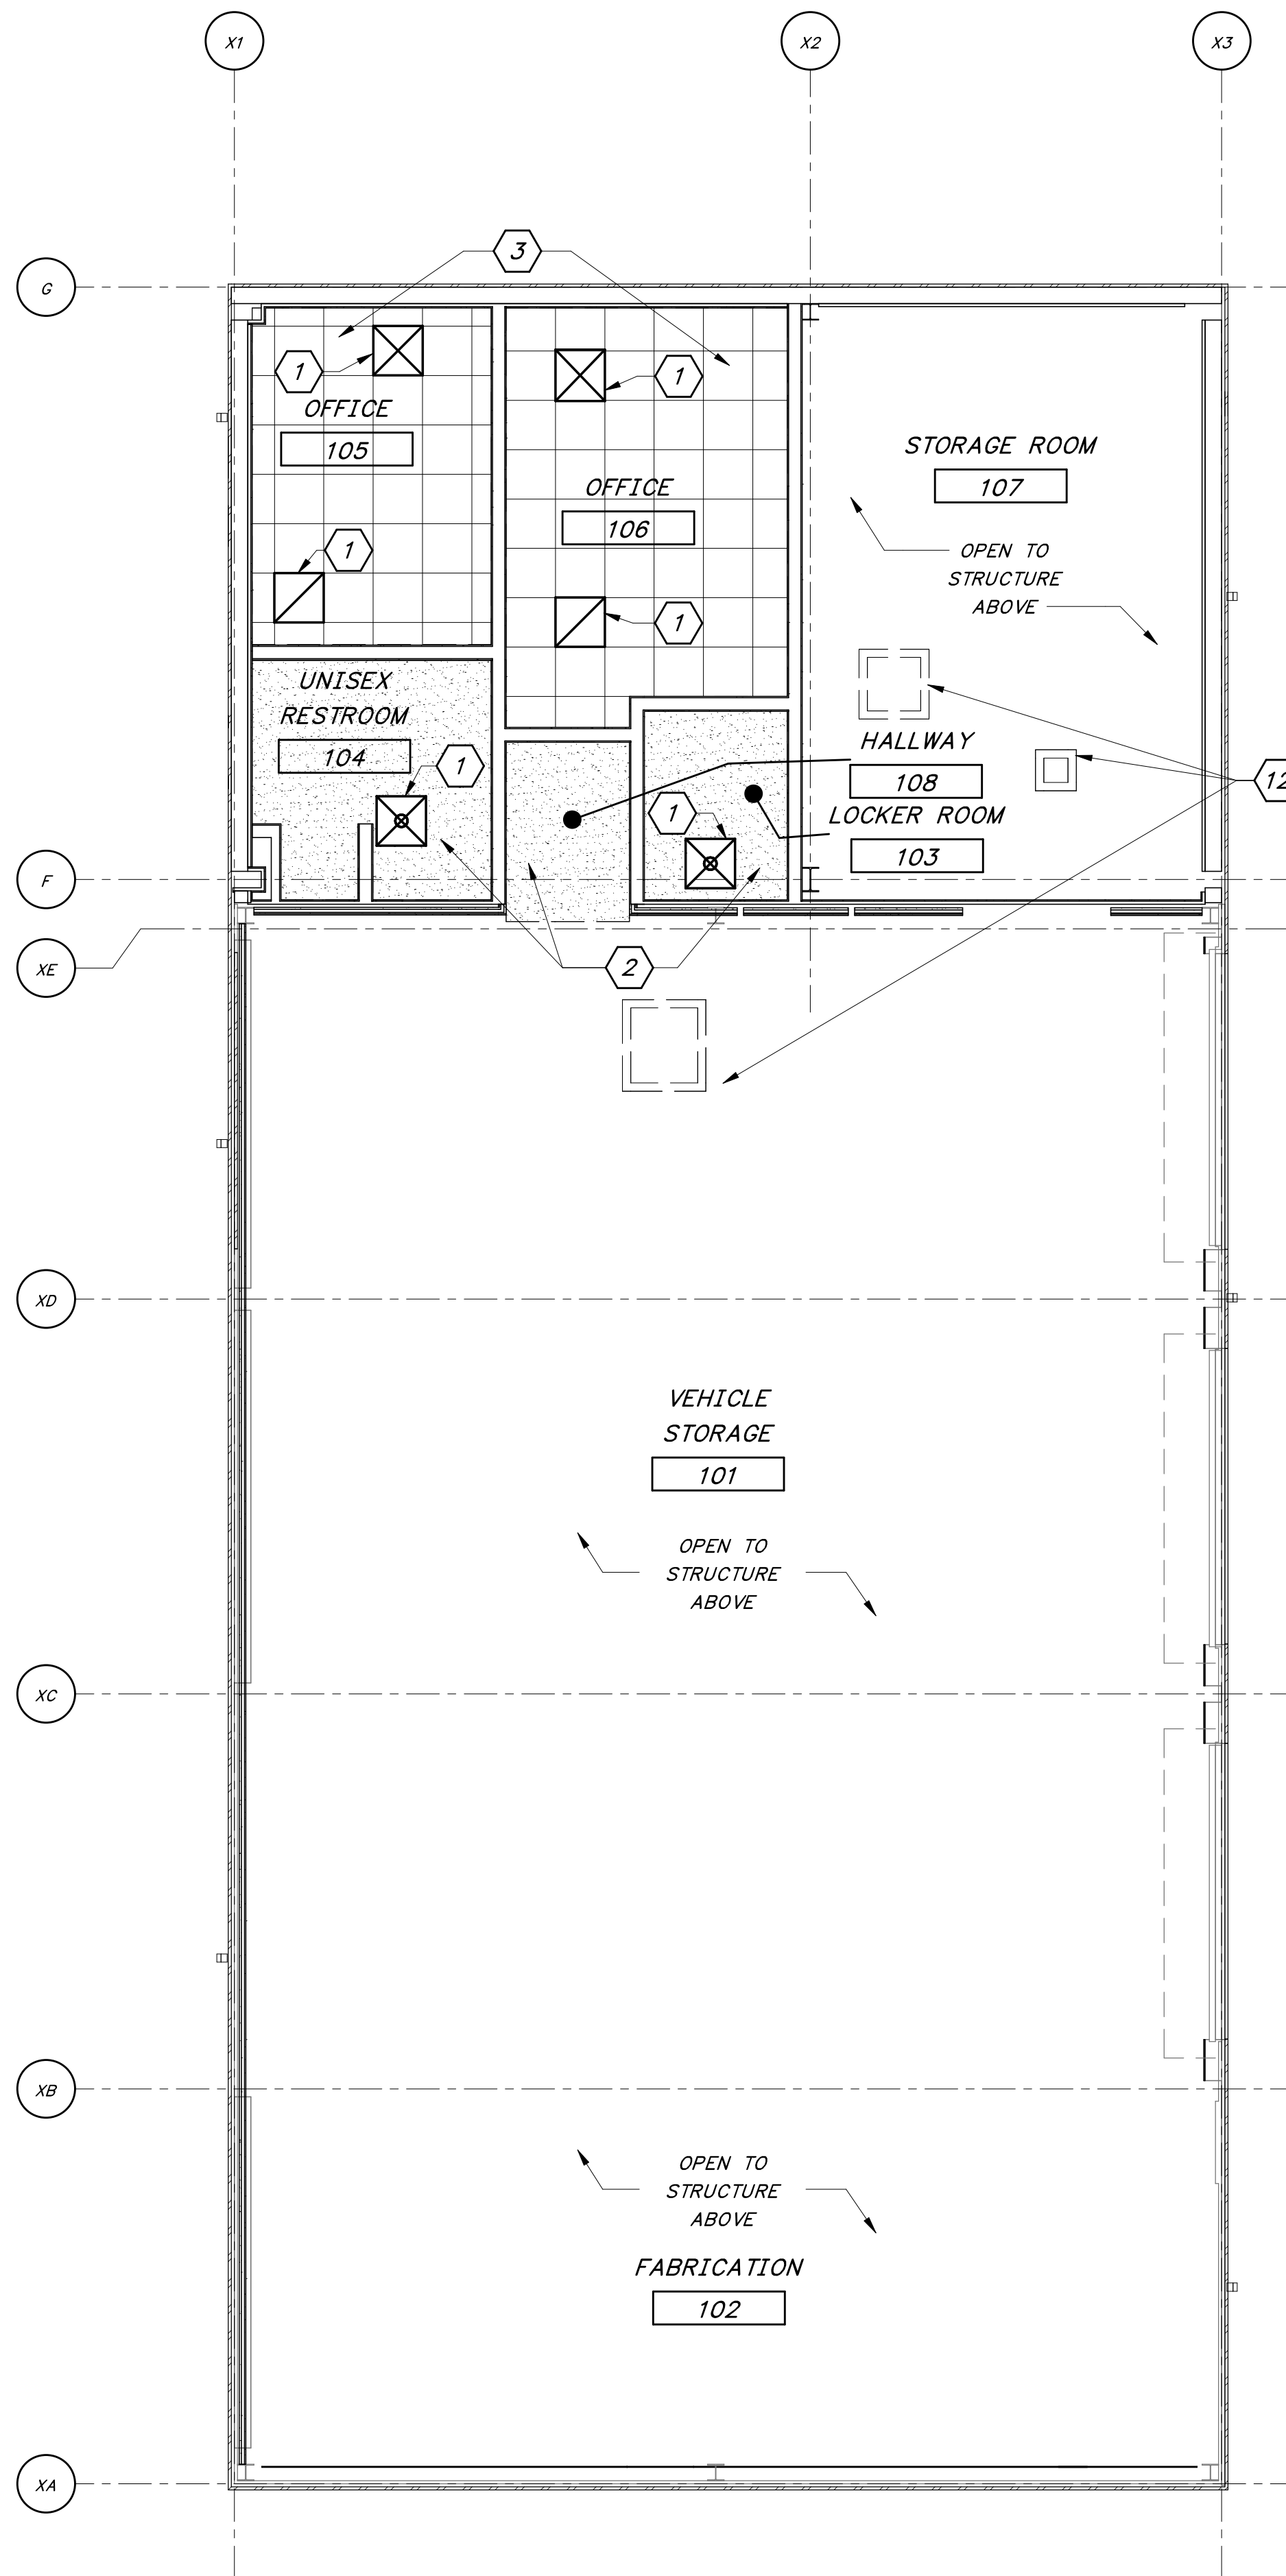 X1
X2
X3
3
G
1
1
OFFICE
105
STORAGE ROOM
107
OFFICE
106
1
OPEN TO
STRUCTURE
ABOVE
1
UNISEX
RESTROOM
104
1
HALLWAY
108
12
1
LOCKER ROOM
103
F
XE
2
XD
VEHICLE
STORAGE
101
OPEN TO
STRUCTURE
ABOVE
XC
XB
OPEN TO
STRUCTURE
ABOVE
FABRICATION
102
XA